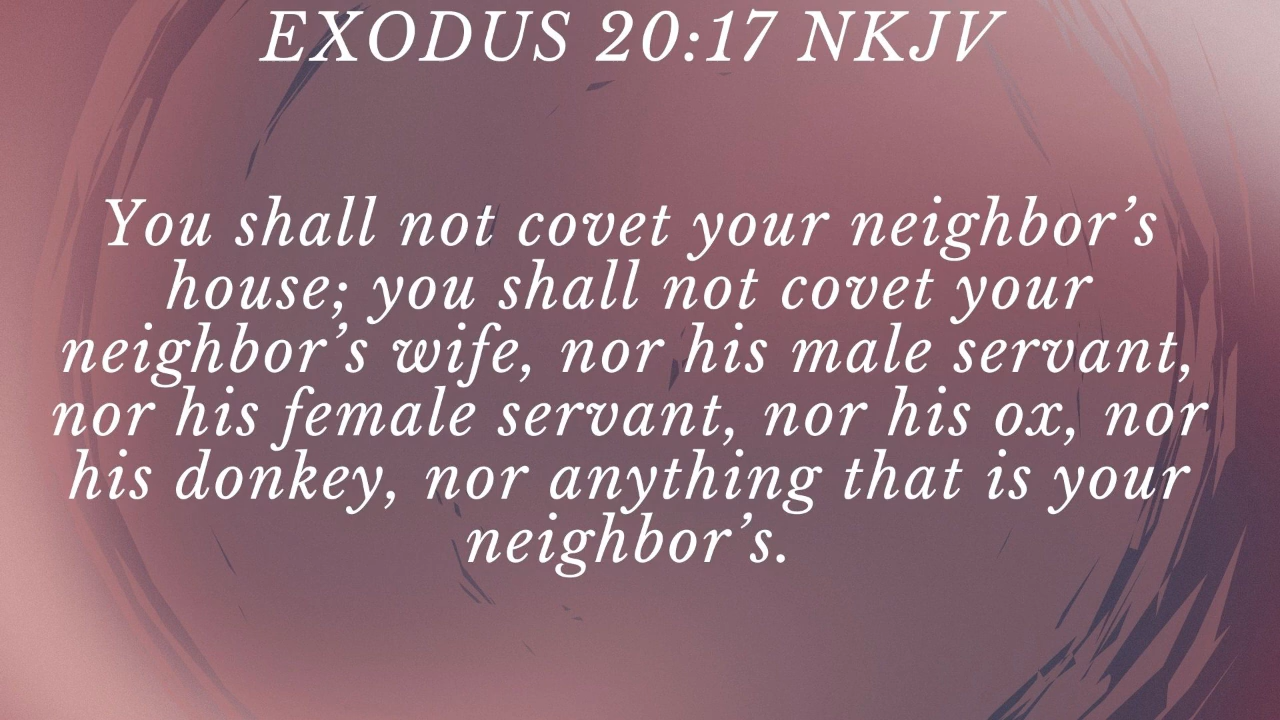 EXODUS 20:17 NKJV
You shall not covet your neighbor’s
house; you shall not covet your
neighbor’s wife, nor his male servant,
nor his female servant, nor his ox, nor
his donkey, nor anything that is your
neighbor’s.